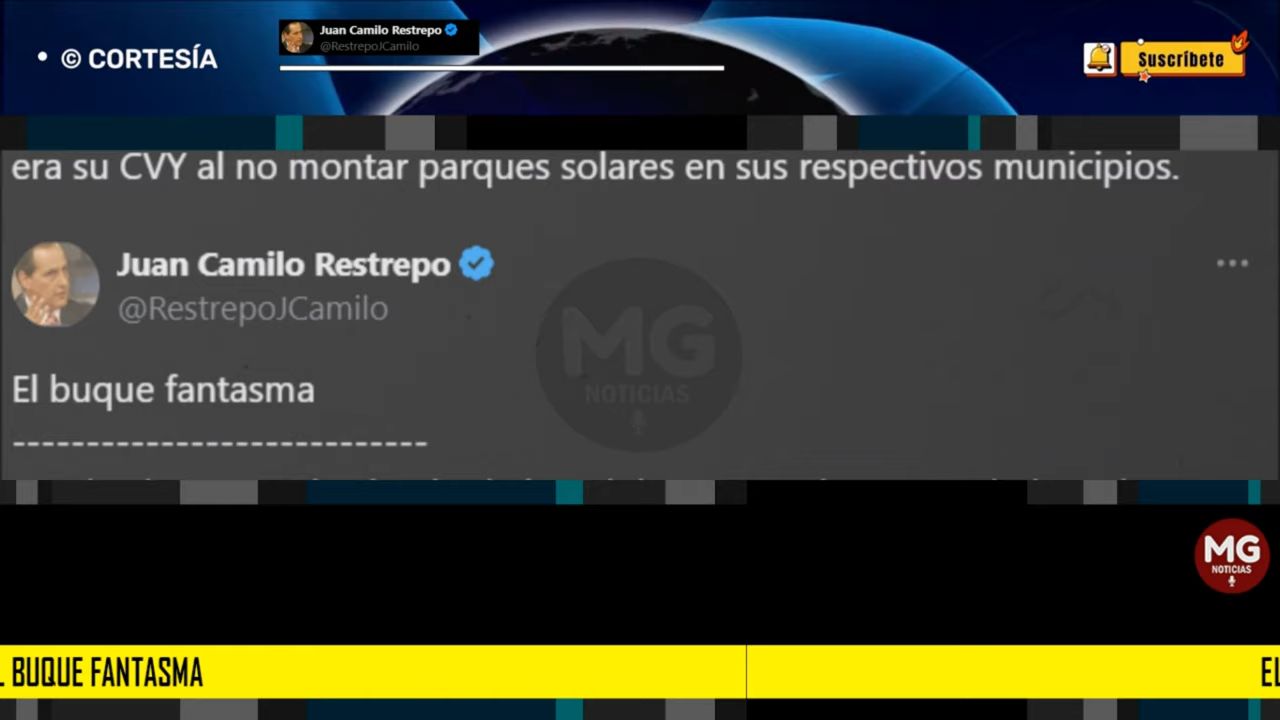 • © CORTESÍA
Juan Camilo Restrepo
@RestrepoJCamilo
Suscríbete
era su CVY al no montar parques solares en sus respectivos municipios.
Juan Camilo Restrepo
@RestrepoJCamilo
El buque fantasma
----------------------------
MG
NOTICIAS
MG
NOTICIAS
BUQUE FANTASMA